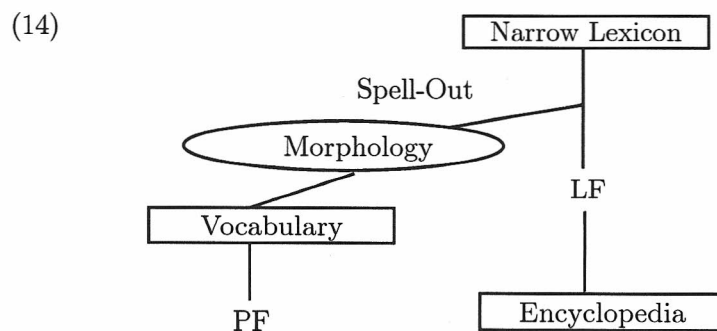 (14)
Narrow Lexicon
Spell-Out
Morphology
LF
Vocabulary
PF
Encyclopedia